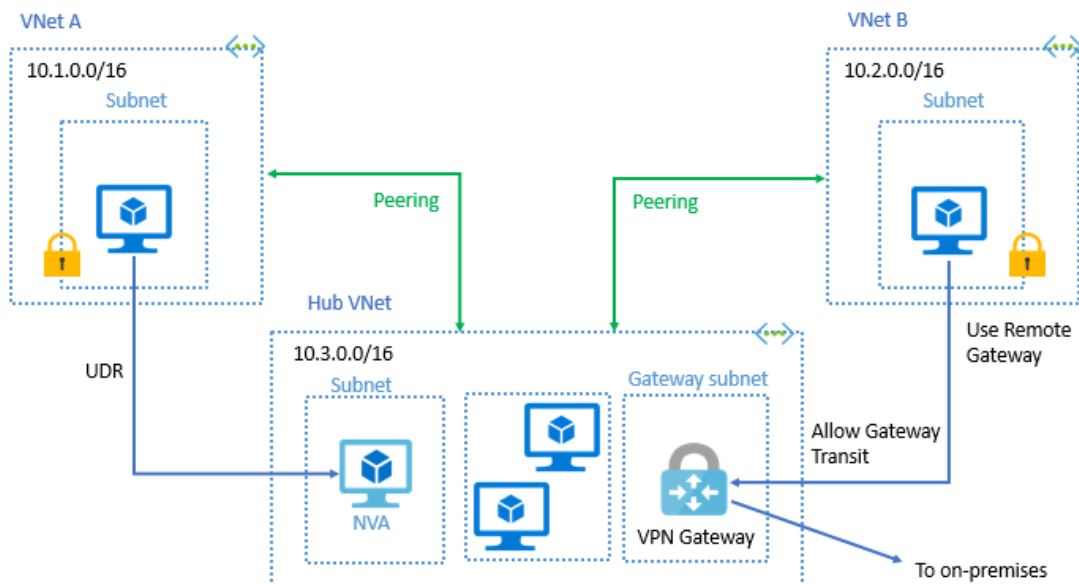 VNet A
10.1.0.0/16
Subnet
VNet B
10.2.0.0/16
Subnet
Peering
Peering
UDR
Hub VNet
10.3.0.0/16
Subnet
NVA
Gateway subnet
VPN Gateway
Use Remote
Gateway
Allow Gateway
Transit
To on-premises